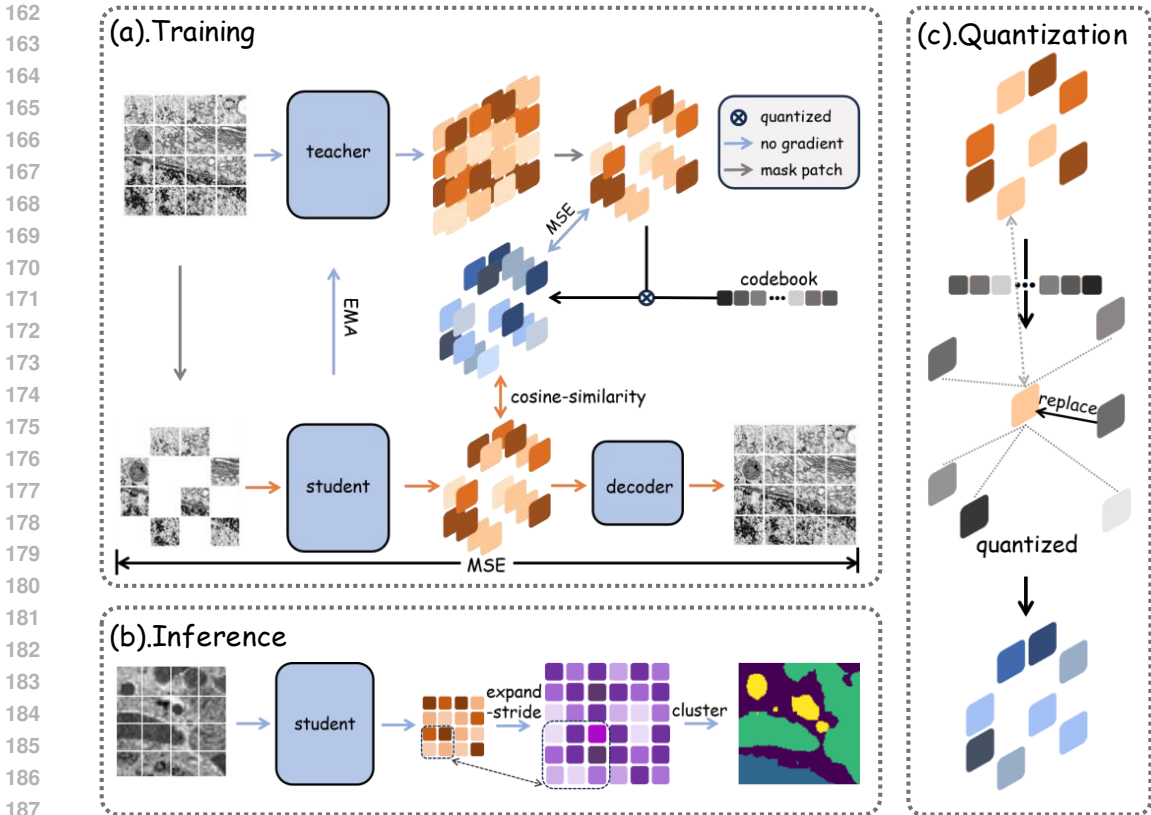 162
163
164
165
166
167
168
169
170
171
172
173
174
175
176
177
178
179
180
181
182
183
184
185
186
187
(a).Training
teacher
quantized
no gradient
mask patch
MSE
codebook
EMA
cosine-similarity
student
decoder
MSE
(b).Inference
student
expand
-stride
cluster
(c).Quantization
replace
quantized